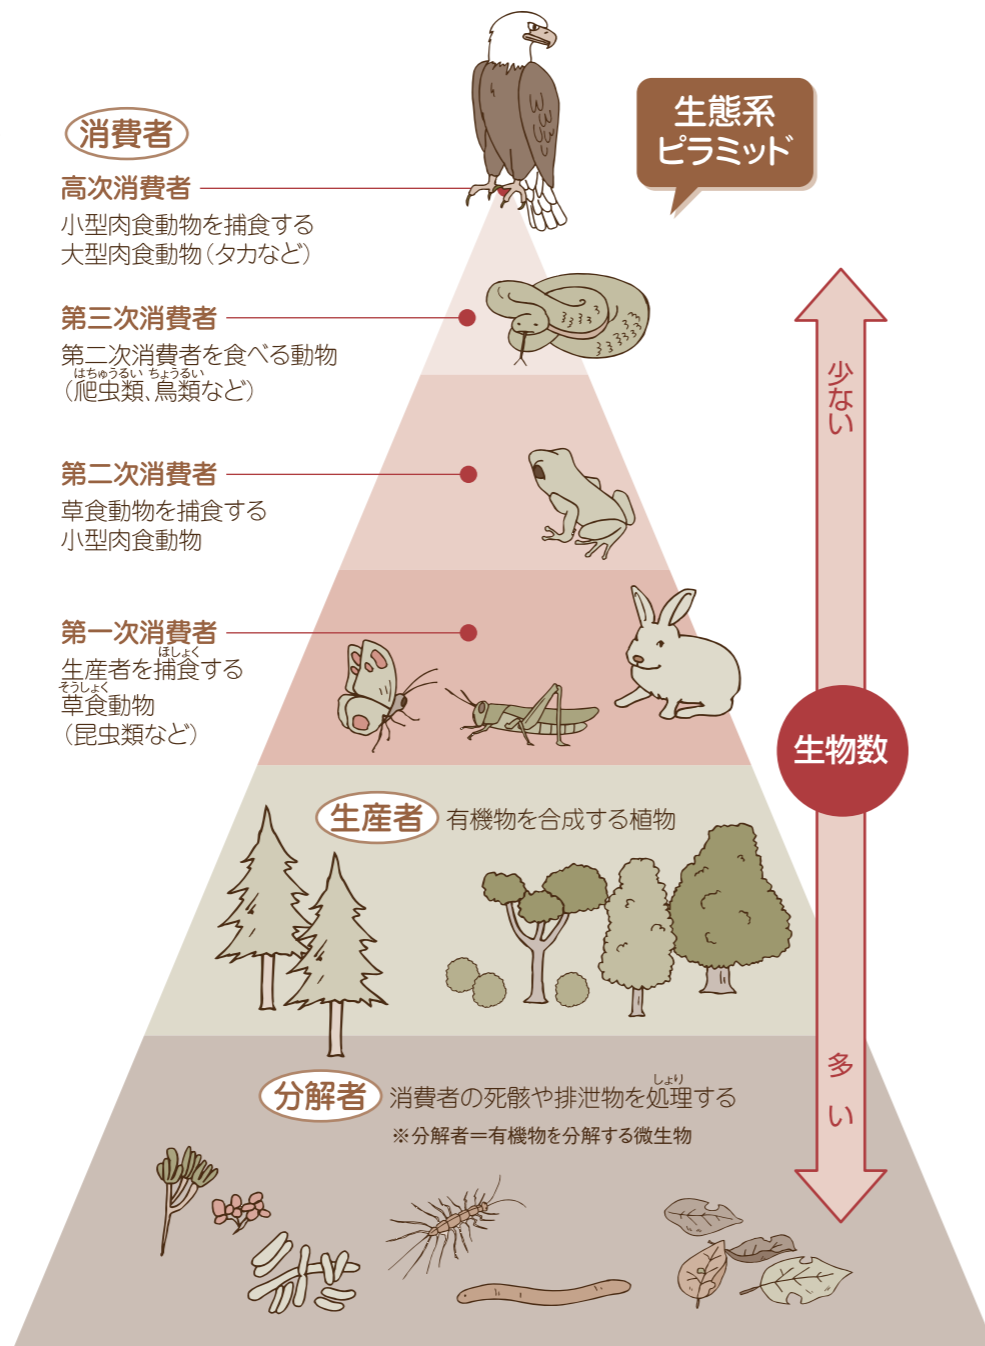 生態系
ピラミッド
消費者
高次消費者
小型肉食動物を捕食する
大型肉食動物（タカなど）
第三次消費者
第二次消費者を食べる動物
はちゅうるい ちょうるい
（爬虫類、鳥類など）
第二次消費者
草食動物を捕食する
小型肉食動物
第一次消費者
ほしょく
生産者を捕食する
そうしょく
草食動物
（昆虫類など）
少ない
生物数
多い
生産者 有機物を合成する植物
しょり
分解者 消費者の死骸や排泄物を処理する
※分解者＝有機物を分解する微生物